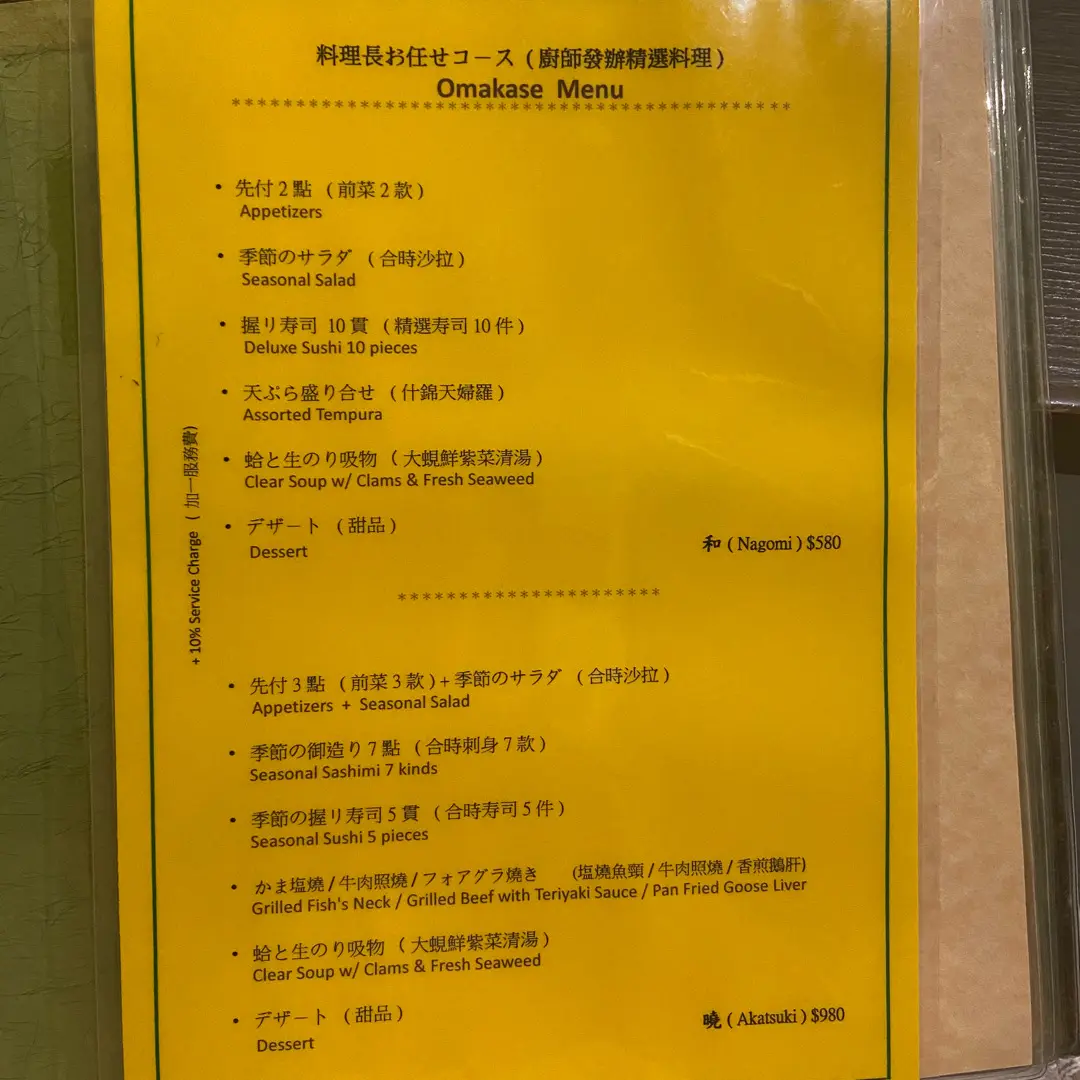 料理長お任せコース (廚師發辦精選料理)
Omakase Menu
***********************************************
• 先付2點 (前菜2款)
Appetizers
• 季節のサラダ (合時沙拉)
Seasonal Salad
• 握り寿司 10貫 (精選寿司10件)
Deluxe Sushi 10 pieces
• 天ぷら盛り合せ (什錦天婦羅)
Assorted Tempura
• 蛤と生のり吸物 (大蜆鮮紫菜清湯)
Clear Soup w/ Clams & Fresh Seaweed
• デザート (甜品)
Dessert
和 ( Nagomi ) $580
+ 10% Service Charge ( 加一服務費)
**********************
• 先付3點 (前菜3款) + 季節のサラダ (合時沙拉)
Appetizers + Seasonal Salad
• 季節の御造り7點 (合時刺身7款)
Seasonal Sashimi 7 kinds
• 季節の握り寿司5貫 (合時寿司5件)
Seasonal Sushi 5 pieces
• かま塩燒 / 牛肉照燒 / フォアグラ燒き (塩燒魚頸 / 牛肉照燒 / 香煎鵝肝)
Grilled Fish's Neck / Grilled Beef with Teriyaki Sauce / Pan Fried Goose Liver
• 蛤と生のり吸物 (大蜆鮮紫菜清湯)
Clear Soup w/ Clams & Fresh Seaweed
• デザート (甜品)
Dessert
曉 ( Akatsuki ) $980